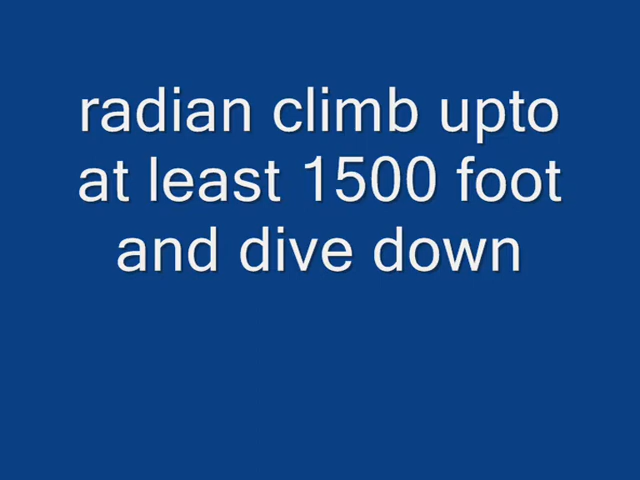 radian climb upto
at least 1500 foot
and dive down